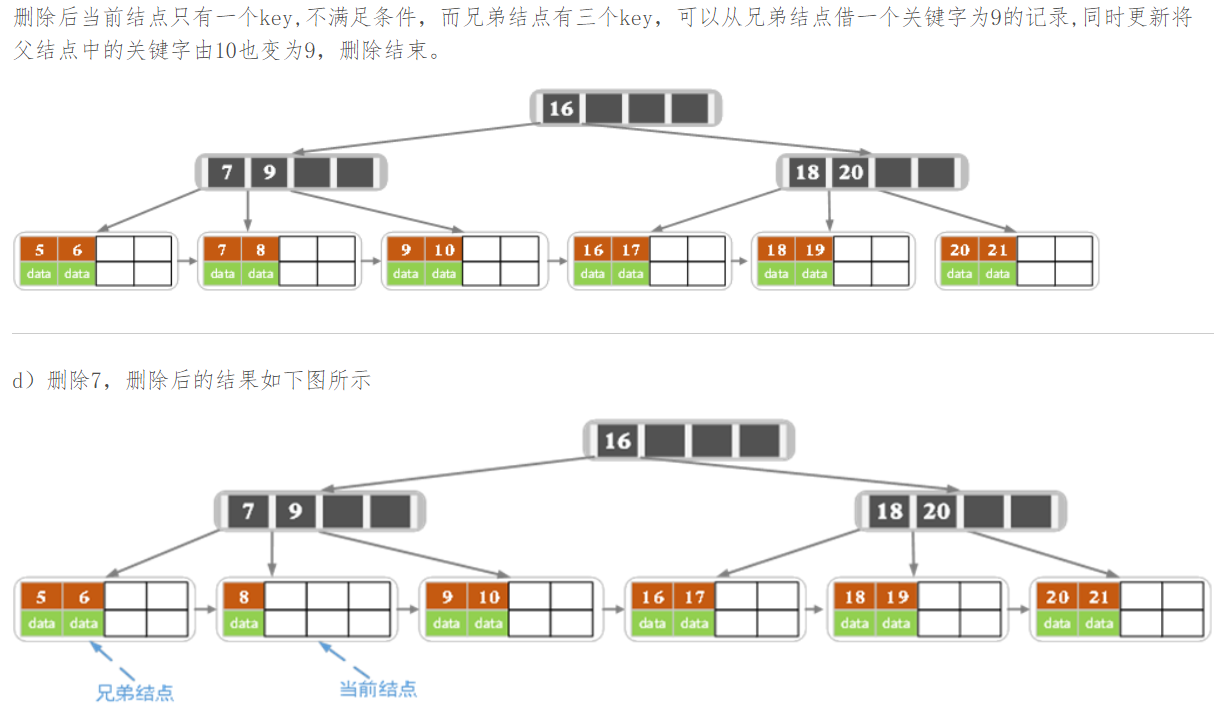 删除后当前结点只有一个key,不满足条件，而兄弟结点有三个key，可以从兄弟结点借一个关键字为9的记录,同时更新将
父结点中的关键字由10也变为9，删除结束。
16
7 9 18 20
5 6 7 8 9 10 16 17 18 19 20 21
data data data data data data data data data data data data
d）删除7，删除后的结果如下图所示
16
7 9 18 20
5 6 8 9 10 16 17 18 19 20 21
data data data data data data data data data data data
兄弟结点 当前结点